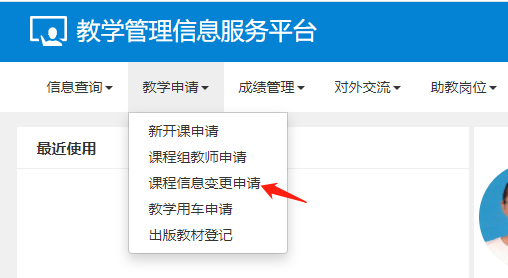 教学管理信息服务平台
信息查询 教学申请 成绩管理 对外交流 助教岗位
新开课申请
最近使用
课程组教师申请
课程信息变更申请
教学用车申请
出版教材登记